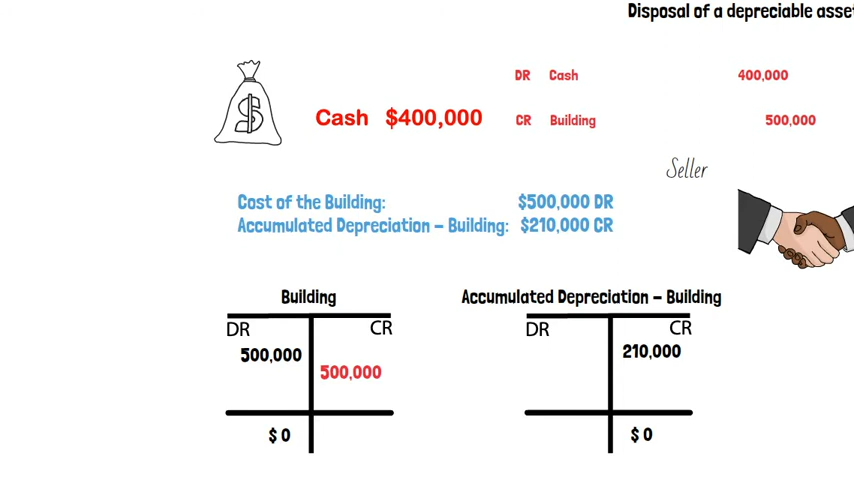 Disposal of a depreciable asse
DR Cash 400,000
Cash $400,000
CR Building 500,000
Seller
Cost of the Building: $500,000 DR
Accumulated Depreciation – Building: $210,000 CR
Building
Accumulated Depreciation – Building
DR CR
DR CR
500,000
210,000
500,000
$ 0
$ 0